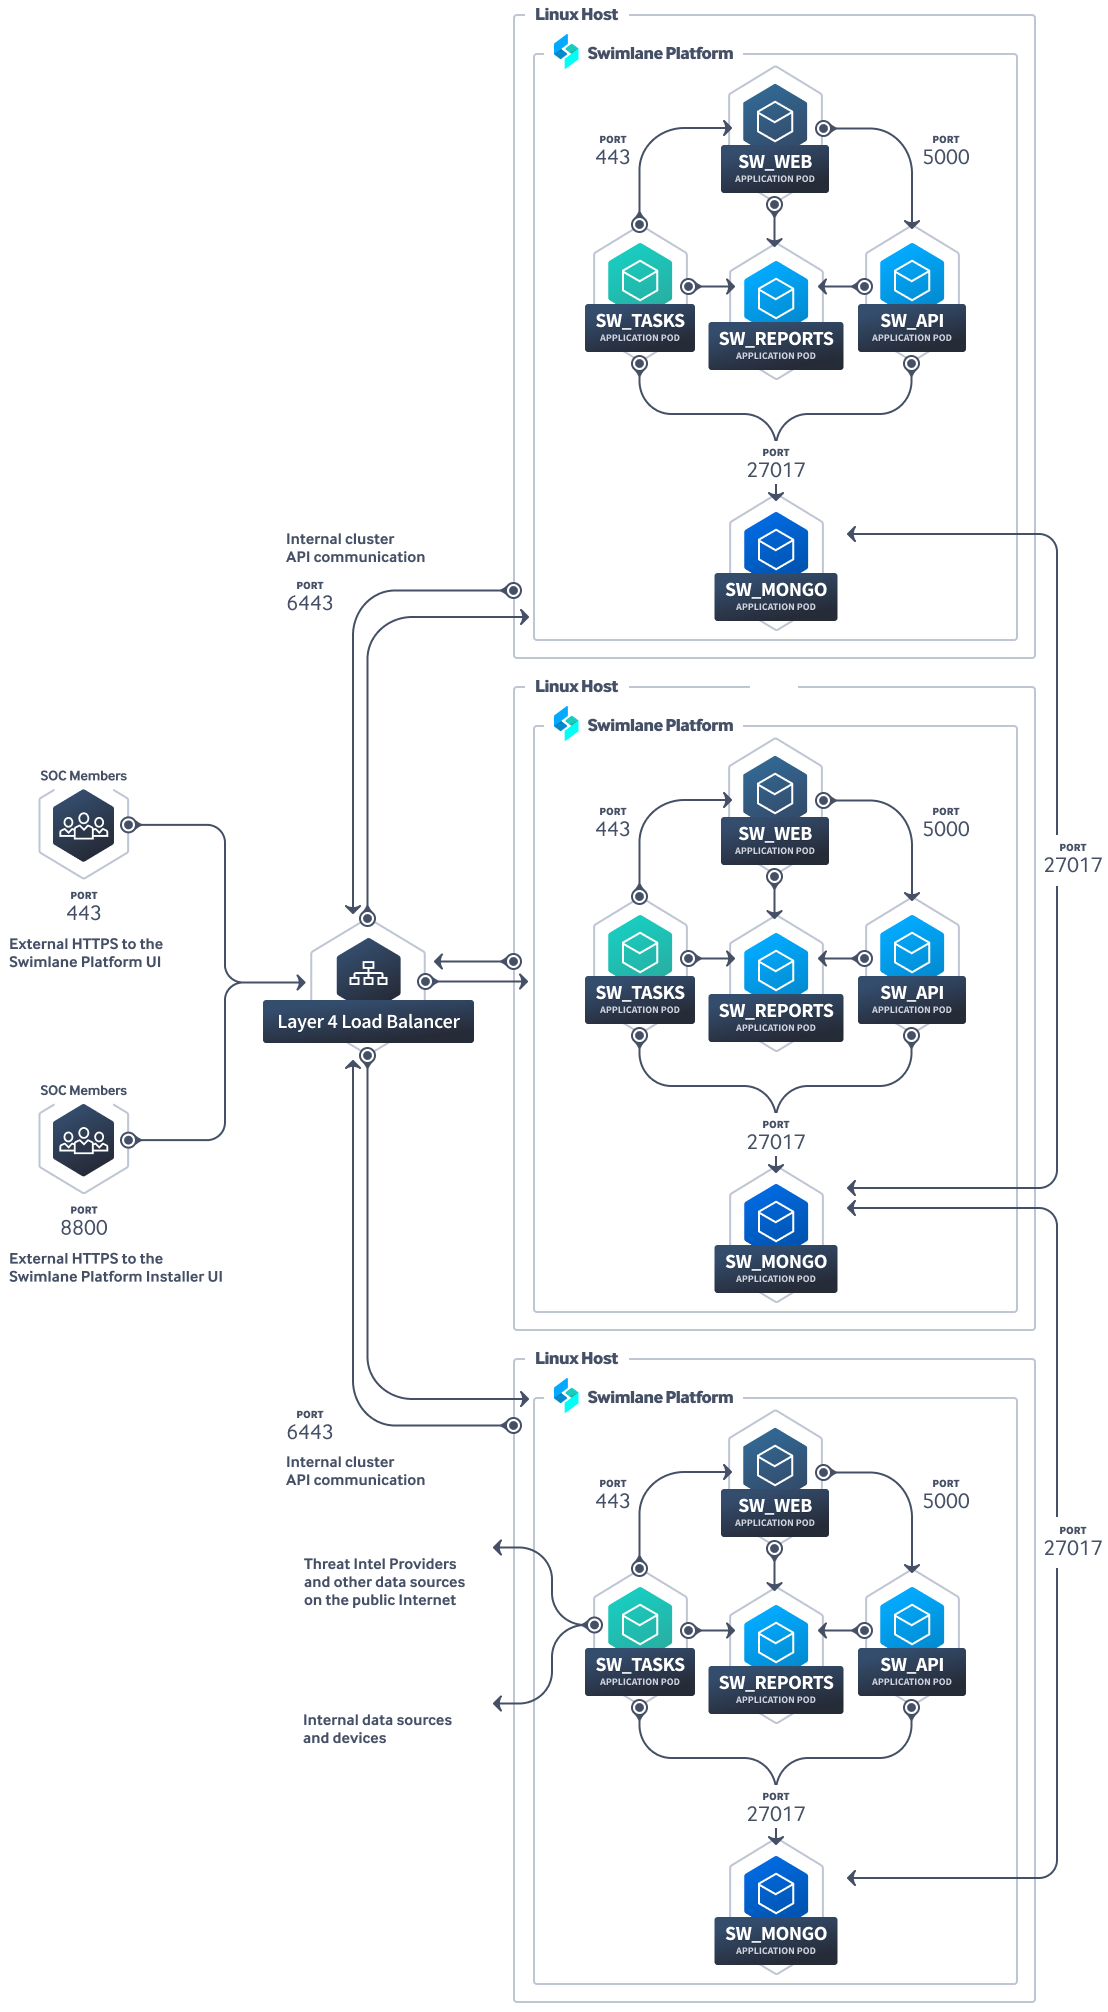 Linux Host
Swimlane Platform
PORT
443
SW_WEB
APPLICATION POD
PORT
5000
SW_TASKS
APPLICATION POD
SW_REPORTS
APPLICATION POD
SW_API
APPLICATION POD
PORT
27017
SW_MONGO
APPLICATION POD
Internal cluster
API communication
PORT
6443
Linux Host
Swimlane Platform
PORT
443
SW_WEB
APPLICATION POD
PORT
5000
SW_TASKS
APPLICATION POD
SW_REPORTS
APPLICATION POD
SW_API
APPLICATION POD
PORT
27017
SW_MONGO
APPLICATION POD
PORT
27017
SOC Members
PORT
443
External HTTPS to the
Swimlane Platform UI
Layer 4 Load Balancer
SOC Members
PORT
8800
External HTTPS to the
Swimlane Platform Installer UI
Linux Host
Swimlane Platform
PORT
6443
Internal cluster
API communication
PORT
443
SW_WEB
APPLICATION POD
PORT
5000
PORT
27017
Threat Intel Providers
and other data sources
on the public Internet
SW_TASKS
APPLICATION POD
SW_REPORTS
APPLICATION POD
SW_API
APPLICATION POD
Internal data sources
and devices
PORT
27017
SW_MONGO
APPLICATION POD